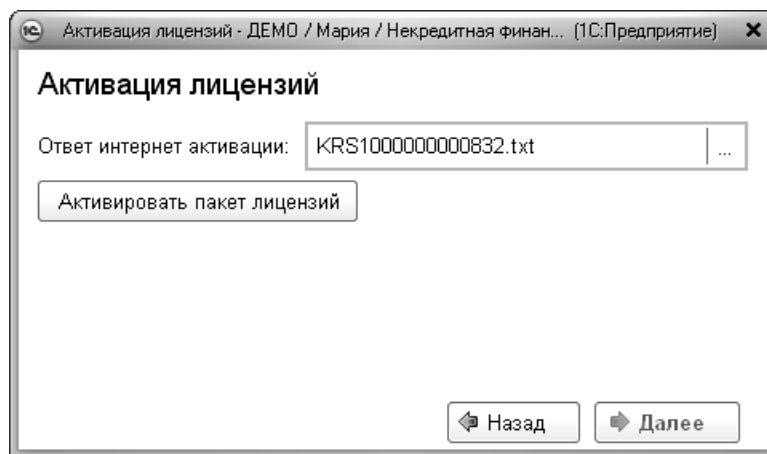 Активация лицензий - ДЕМО / Мария / Некредитная финан... (1С:Предприятие)
Активация лицензий
Ответ интернет активации: KRS1000000000832.txt ...
Активировать пакет лицензий
Назад Далее